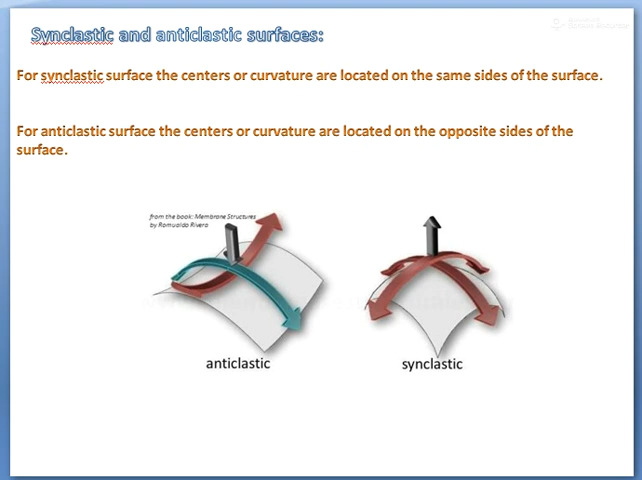 Synclastic and anticlastic surfaces:
For synclastic surface the centers or curvature are located on the same sides of the surface.
For anticlastic surface the centers or curvature are located on the opposite sides of the
surface.
from the book: Membrane Structures
by Romualdo Rivera
anticlastic
synclastic